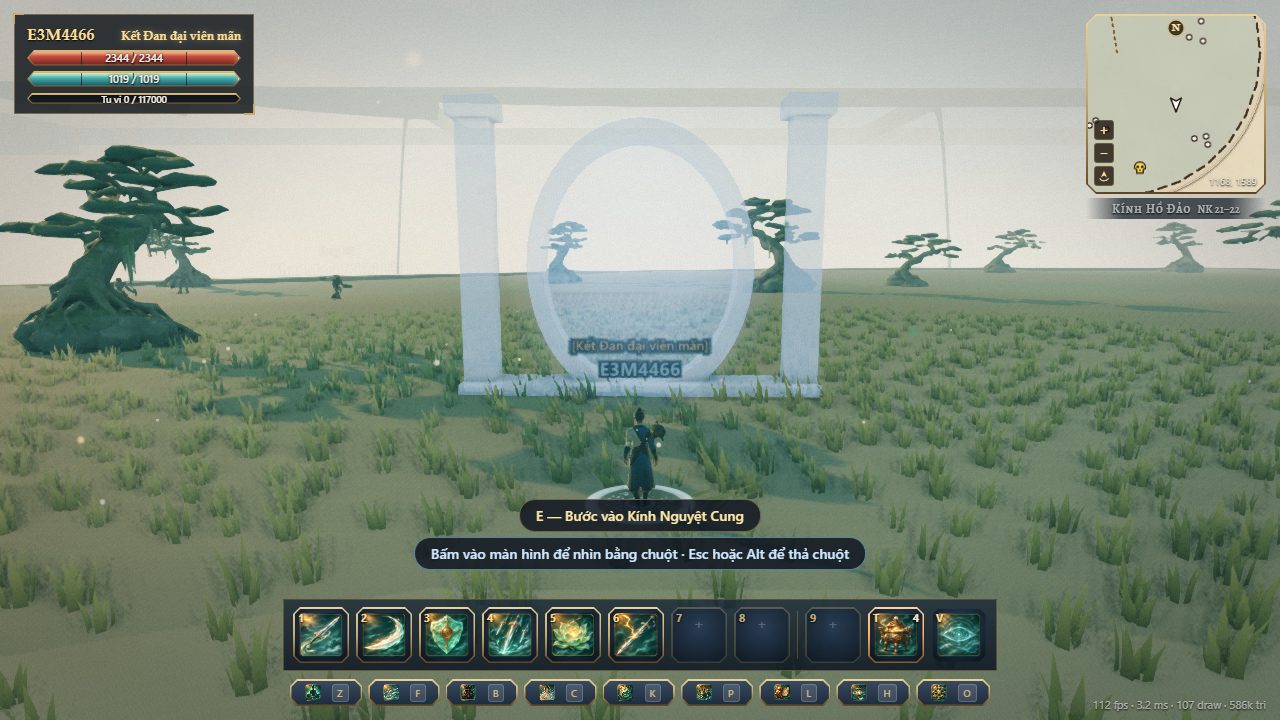 E3M4466 Kết Đan đại viên mãn
2344 / 2344
1019 / 1019
Tu vi 0 / 117000
N
+
−
1168, 1589
Kính Hồ Đảo NK 21–22
[Kết Đan đại viên mãn]
E3M4466
E — Bước vào Kính Nguyệt Cung
Bấm vào màn hình để nhìn bằng chuột · Esc hoặc Alt để thả chuột
1 2 3 4 5 6 7 8 9 T 4 V
+ + +
Z F B C K P L H O
112 fps · 3.2 ms · 107 draw · 586k tri